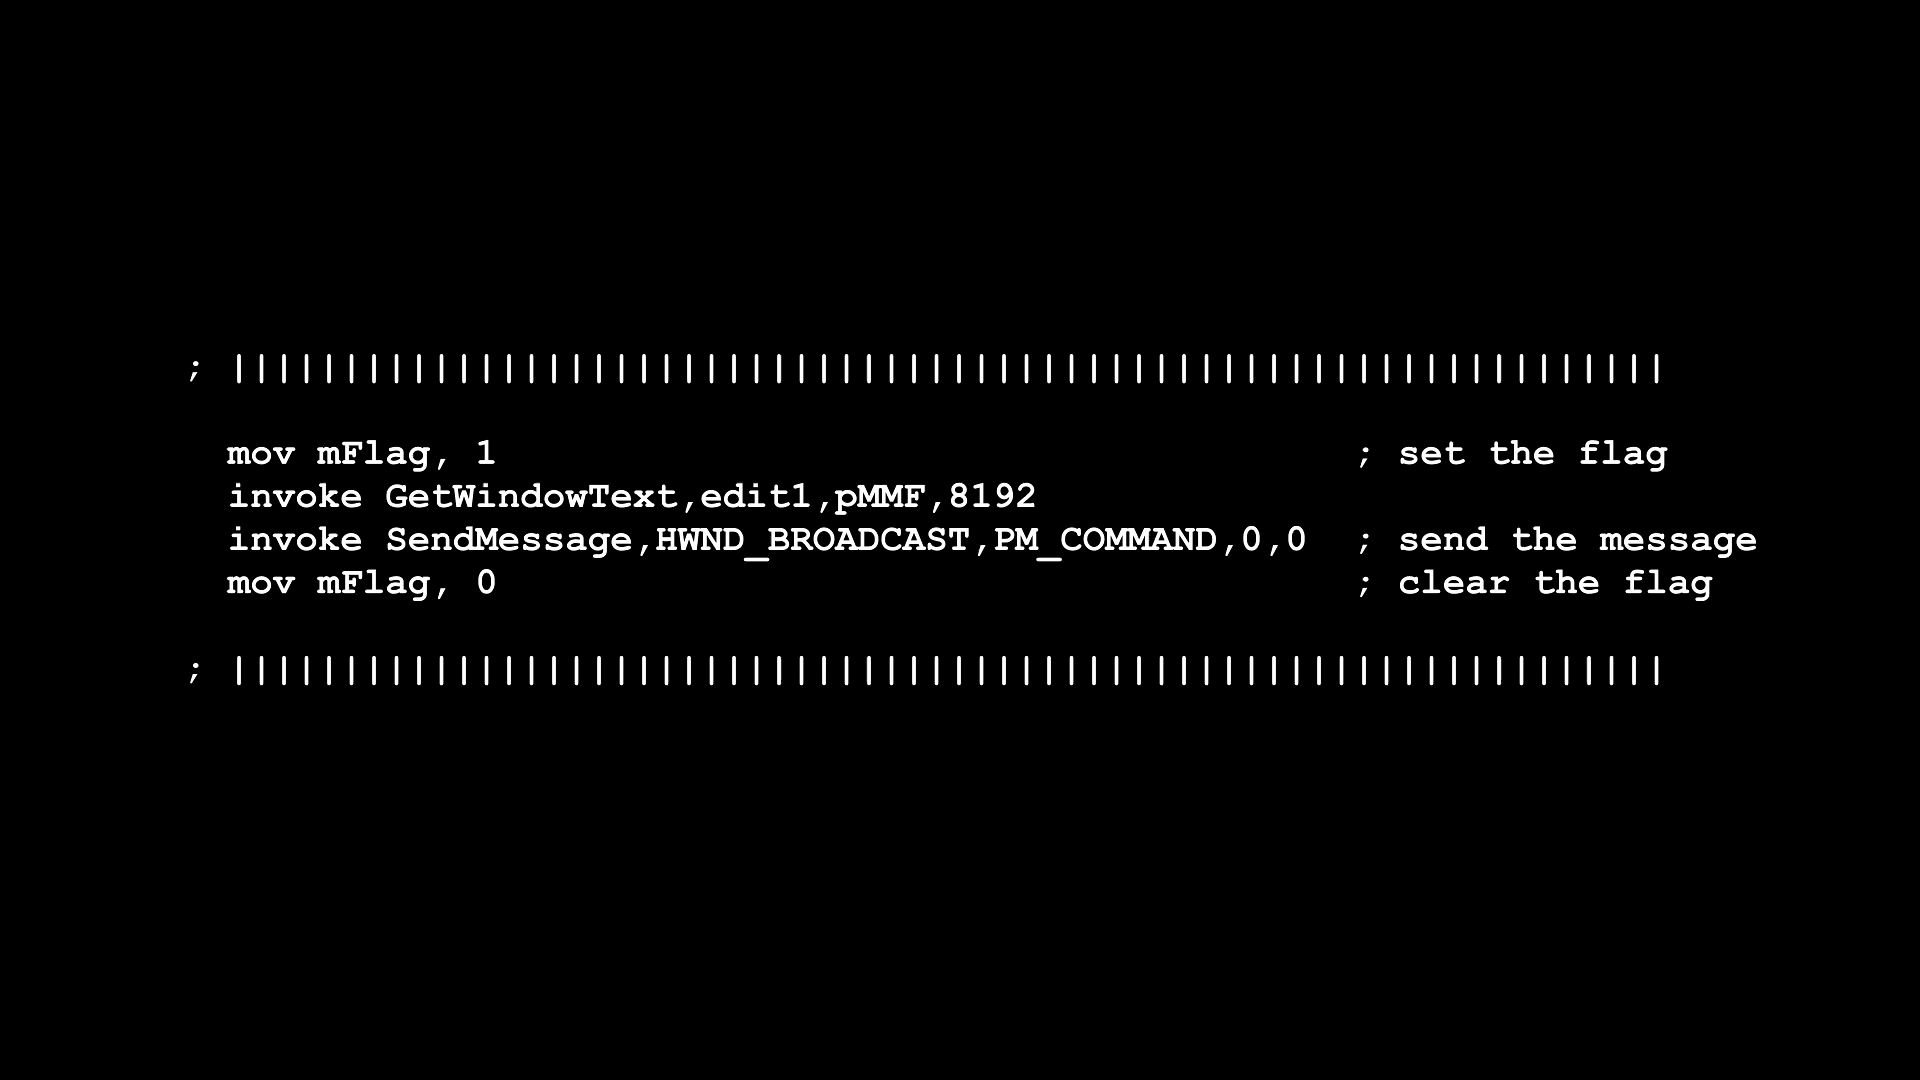 ; ||||||||||||||||||||||||||||||||||||||||||||||||||||||||||||||||
mov mFlag, 1 ; set the flag
invoke GetWindowText,edit1,pMMF,8192
invoke SendMessage,HWND_BROADCAST,PM_COMMAND,0,0 ; send the message
mov mFlag, 0 ; clear the flag
; ||||||||||||||||||||||||||||||||||||||||||||||||||||||||||||||||